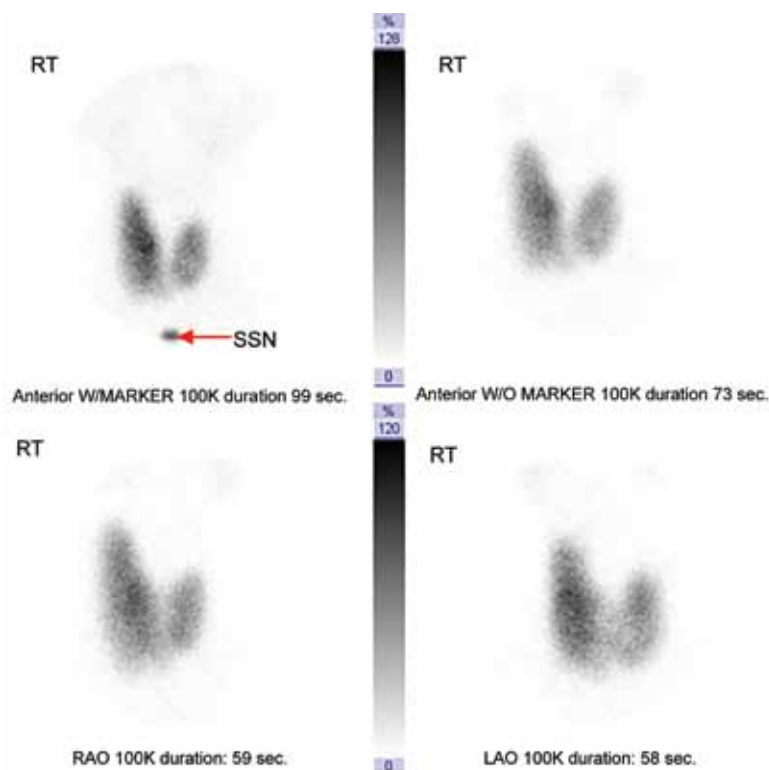 %
128
RT
RT
SSN
0
Anterior W/MARKER 100K duration 99 sec.
Anterior W/O MARKER 100K duration 73 sec.
%
120
RT
RT
0
RAO 100K duration: 59 sec.
LAO 100K duration: 58 sec.